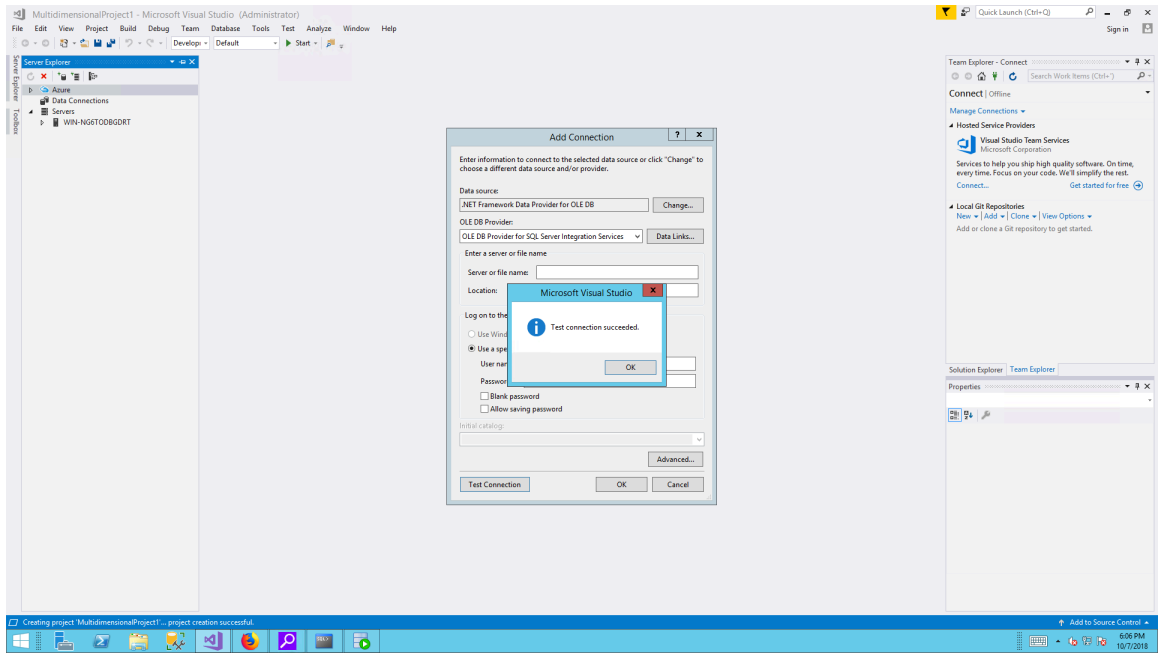 MultidimensionalProject1 - Microsoft Visual Studio (Administrator)
Quick Launch (Ctrl+Q)
File Edit View Project Build Debug Team Database Tools Test Analyze Window Help
Sign in
Develop Default Start
Server Explorer
Toolbox
Server Explorer
Azure
Data Connections
Servers
WIN-NG6TODBGDRT
Add Connection
Enter information to connect to the selected data source or click "Change" to
choose a different data source and/or provider.
Data source:
.NET Framework Data Provider for OLE DB Change...
OLE DB Provider:
OLE DB Provider for SQL Server Integration Services Data Links...
Enter a server or file name
Server or file name:
Location:
Log on to the
Use Wind
Use a spe
User nar
Passwor
Blank password
Allow saving password
Initial catalog:
Advanced...
Test Connection OK Cancel
Microsoft Visual Studio
Test connection succeeded.
OK
Team Explorer - Connect
Search Work Items (Ctrl+')
Connect | Offline
Manage Connections
Hosted Service Providers
Visual Studio Team Services
Microsoft Corporation
Services to help you ship high quality software. On time,
every time. Focus on your code. We'll simplify the rest.
Connect... Get started for free
Local Git Repositories
New | Add | Clone | View Options
Add or clone a Git repository to get started.
Solution Explorer Team Explorer
Properties
Creating project 'MultidimensionalProject1'... project creation successful.
Add to Source Control
6:06 PM
10/7/2018